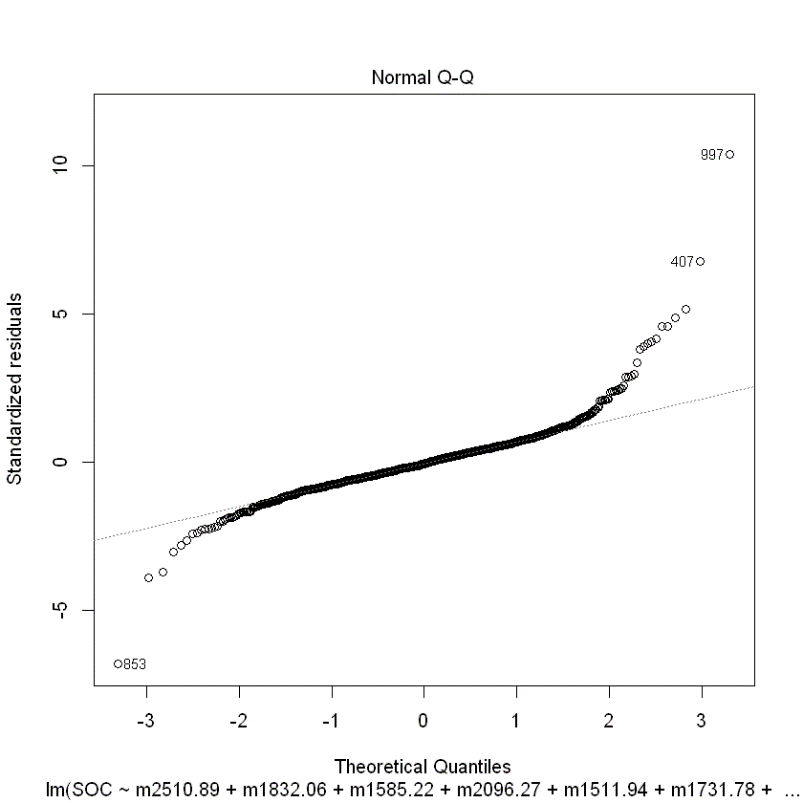 Normal Q-Q
997
10
407
5
Standardized residuals
0
-5
853
-3 -2 -1 0 1 2 3
Theoretical Quantiles
lm(SOC ~ m2510.89 + m1832.06 + m1585.22 + m2096.27 + m1511.94 + m1731.78 + ...